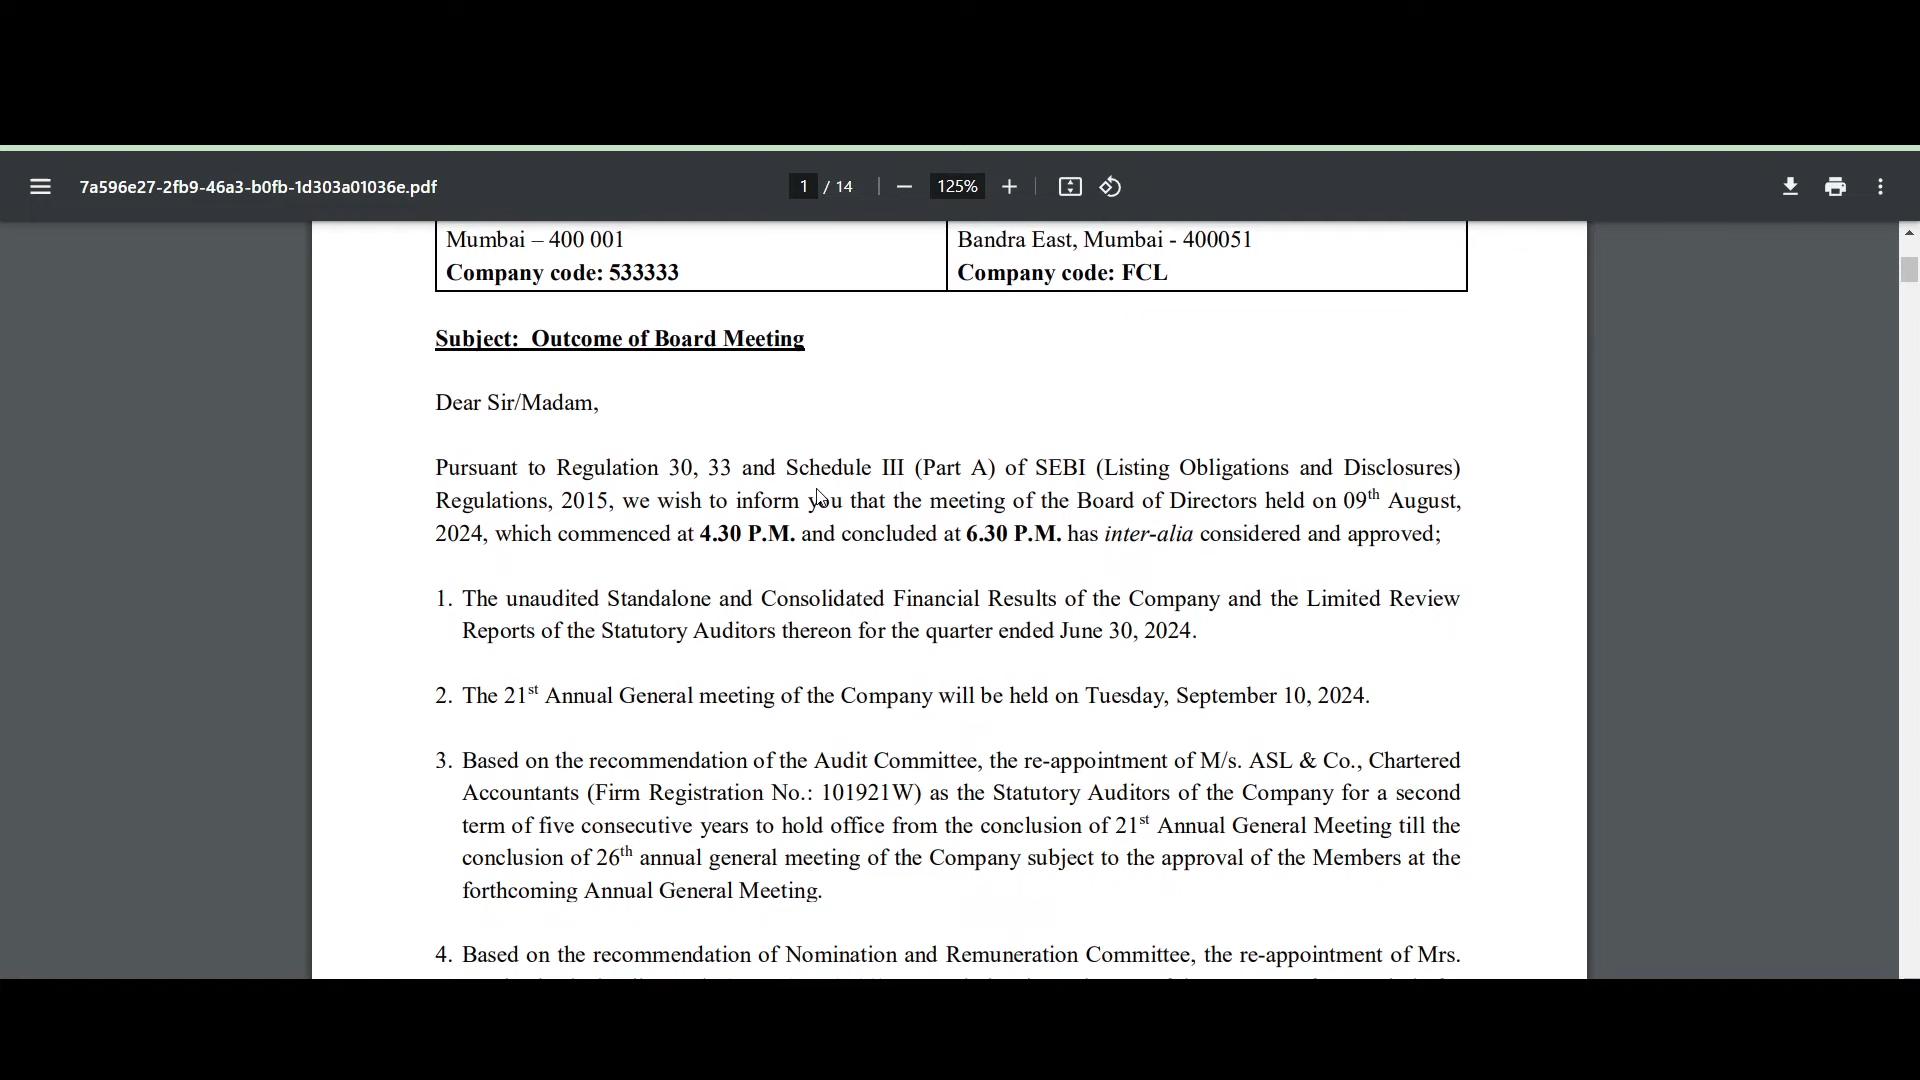 7a596e27-2fb9-46a3-b0fb-1d303a01036e.pdf
1 / 14
125%
Mumbai – 400 001
Company code: 533333
Bandra East, Mumbai - 400051
Company code: FCL
Subject: Outcome of Board Meeting
Dear Sir/Madam,
Pursuant to Regulation 30, 33 and Schedule III (Part A) of SEBI (Listing Obligations and Disclosures)
Regulations, 2015, we wish to inform you that the meeting of the Board of Directors held on 09th August,
2024, which commenced at 4.30 P.M. and concluded at 6.30 P.M. has inter-alia considered and approved;
1. The unaudited Standalone and Consolidated Financial Results of the Company and the Limited Review
Reports of the Statutory Auditors thereon for the quarter ended June 30, 2024.
2. The 21st Annual General meeting of the Company will be held on Tuesday, September 10, 2024.
3. Based on the recommendation of the Audit Committee, the re-appointment of M/s. ASL & Co., Chartered
Accountants (Firm Registration No.: 101921W) as the Statutory Auditors of the Company for a second
term of five consecutive years to hold office from the conclusion of 21st Annual General Meeting till the
conclusion of 26th annual general meeting of the Company subject to the approval of the Members at the
forthcoming Annual General Meeting.
4. Based on the recommendation of Nomination and Remuneration Committee, the re-appointment of Mrs.